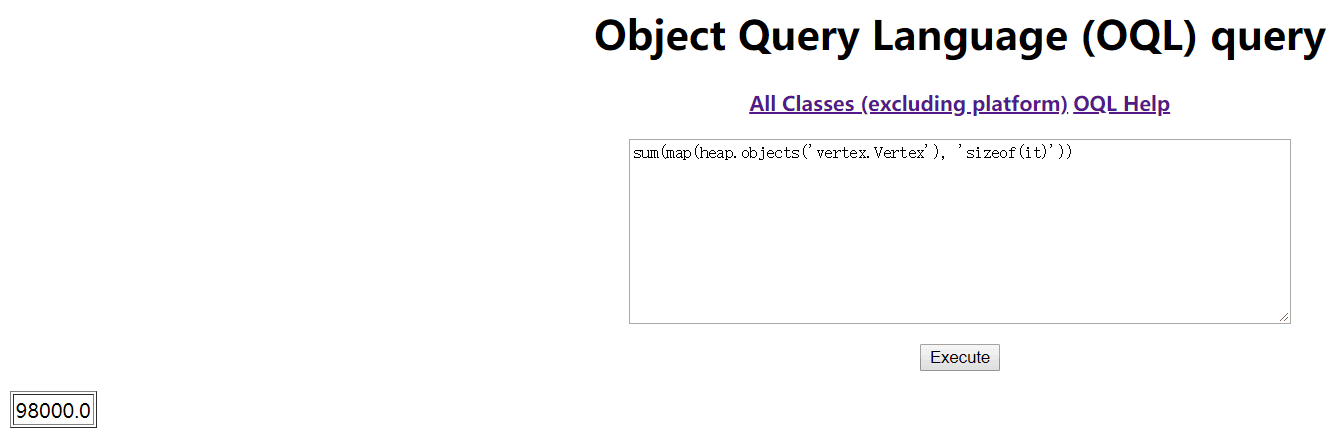 Object Query Language (OQL) query
All Classes (excluding platform) OQL Help
sum(map(heap.objects('vertex.Vertex'), 'sizeof(it)'))
Execute
98000.0